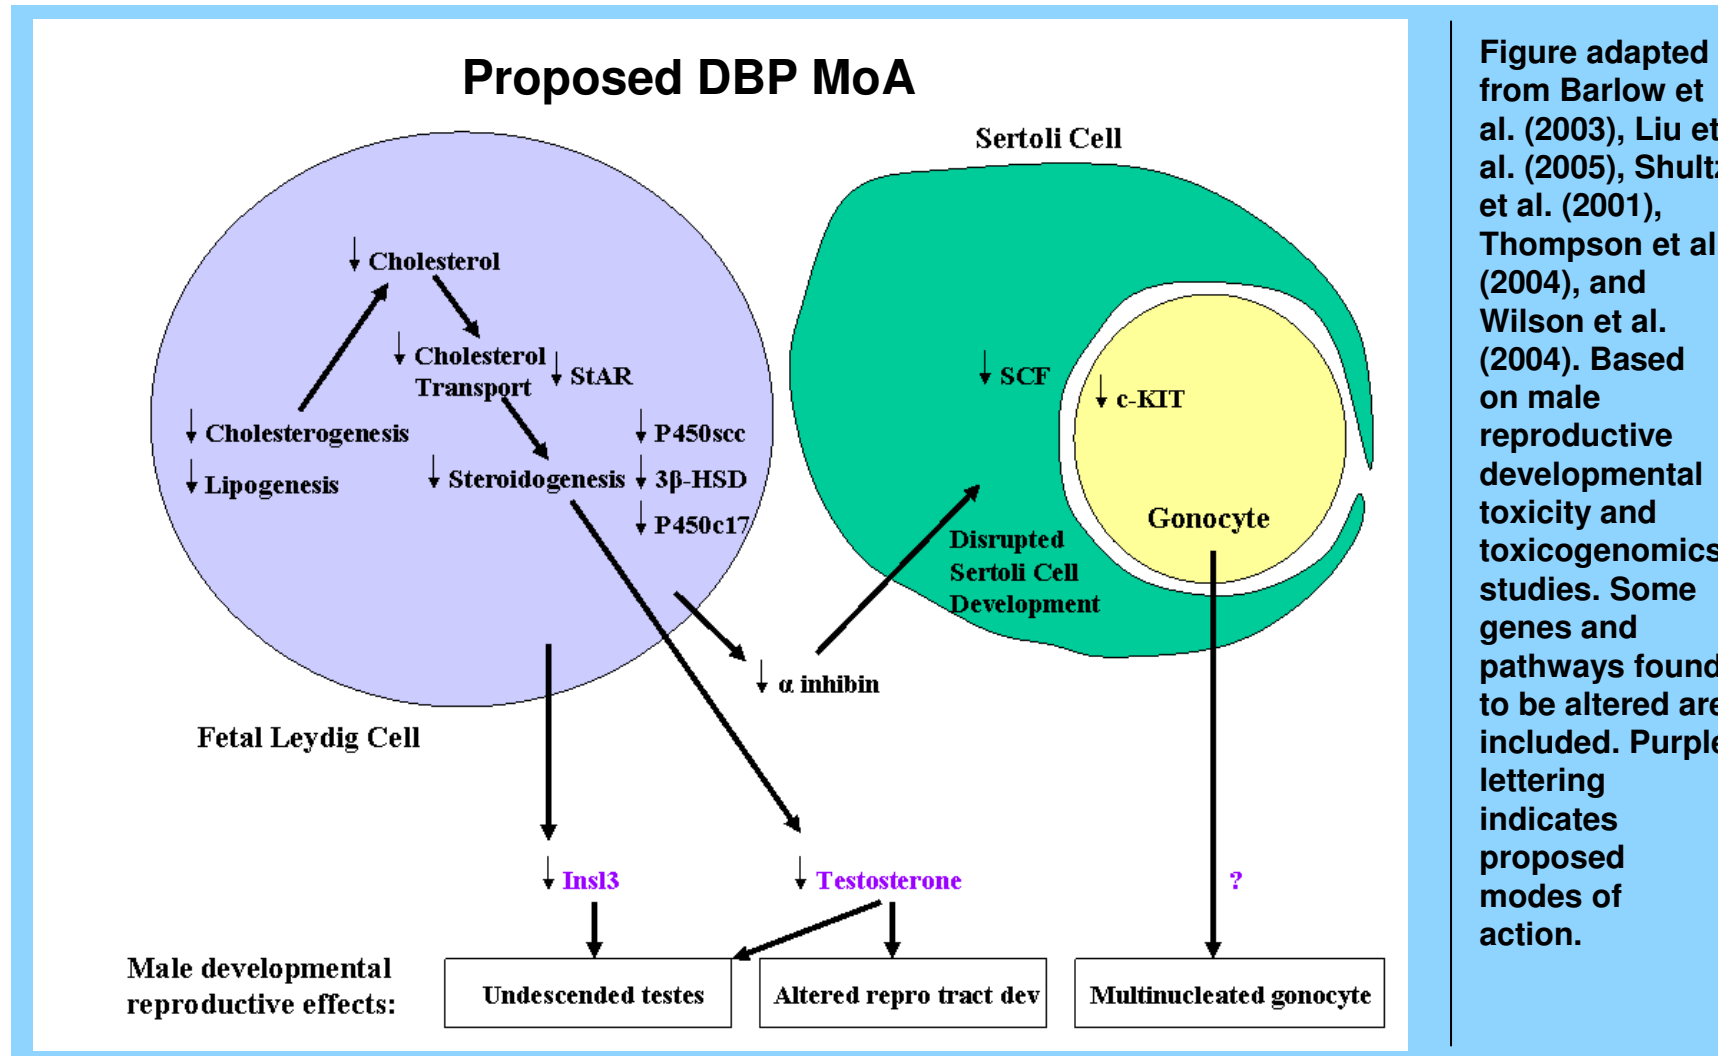 Proposed DBP MoA
Sertoli Cell
↓ Cholesterol
↓ Cholesterol
Transport
↓ StAR
↓ Cholesterogenesis
↓ Lipogenesis
↓ Steroidogenesis
↓ P450scc
↓ 3β-HSD
↓ P450c17
↓ SCF
↓ c-KIT
Gonocyte
Disrupted
Sertoli Cell
Development
↓ α inhibin
Fetal Leydig Cell
↓ Insl3
↓ Testosterone
?
Male developmental
reproductive effects:
Undescended testes
Altered repro tract dev
Multinucleated gonocyte
Figure adapted
from Barlow et
al. (2003), Liu et
al. (2005), Shultz
et al. (2001),
Thompson et al
(2004), and
Wilson et al.
(2004). Based
on male
reproductive
developmental
toxicity and
toxicogenomics
studies. Some
genes and
pathways found
to be altered are
included. Purple
lettering
indicates
proposed
modes of
action.